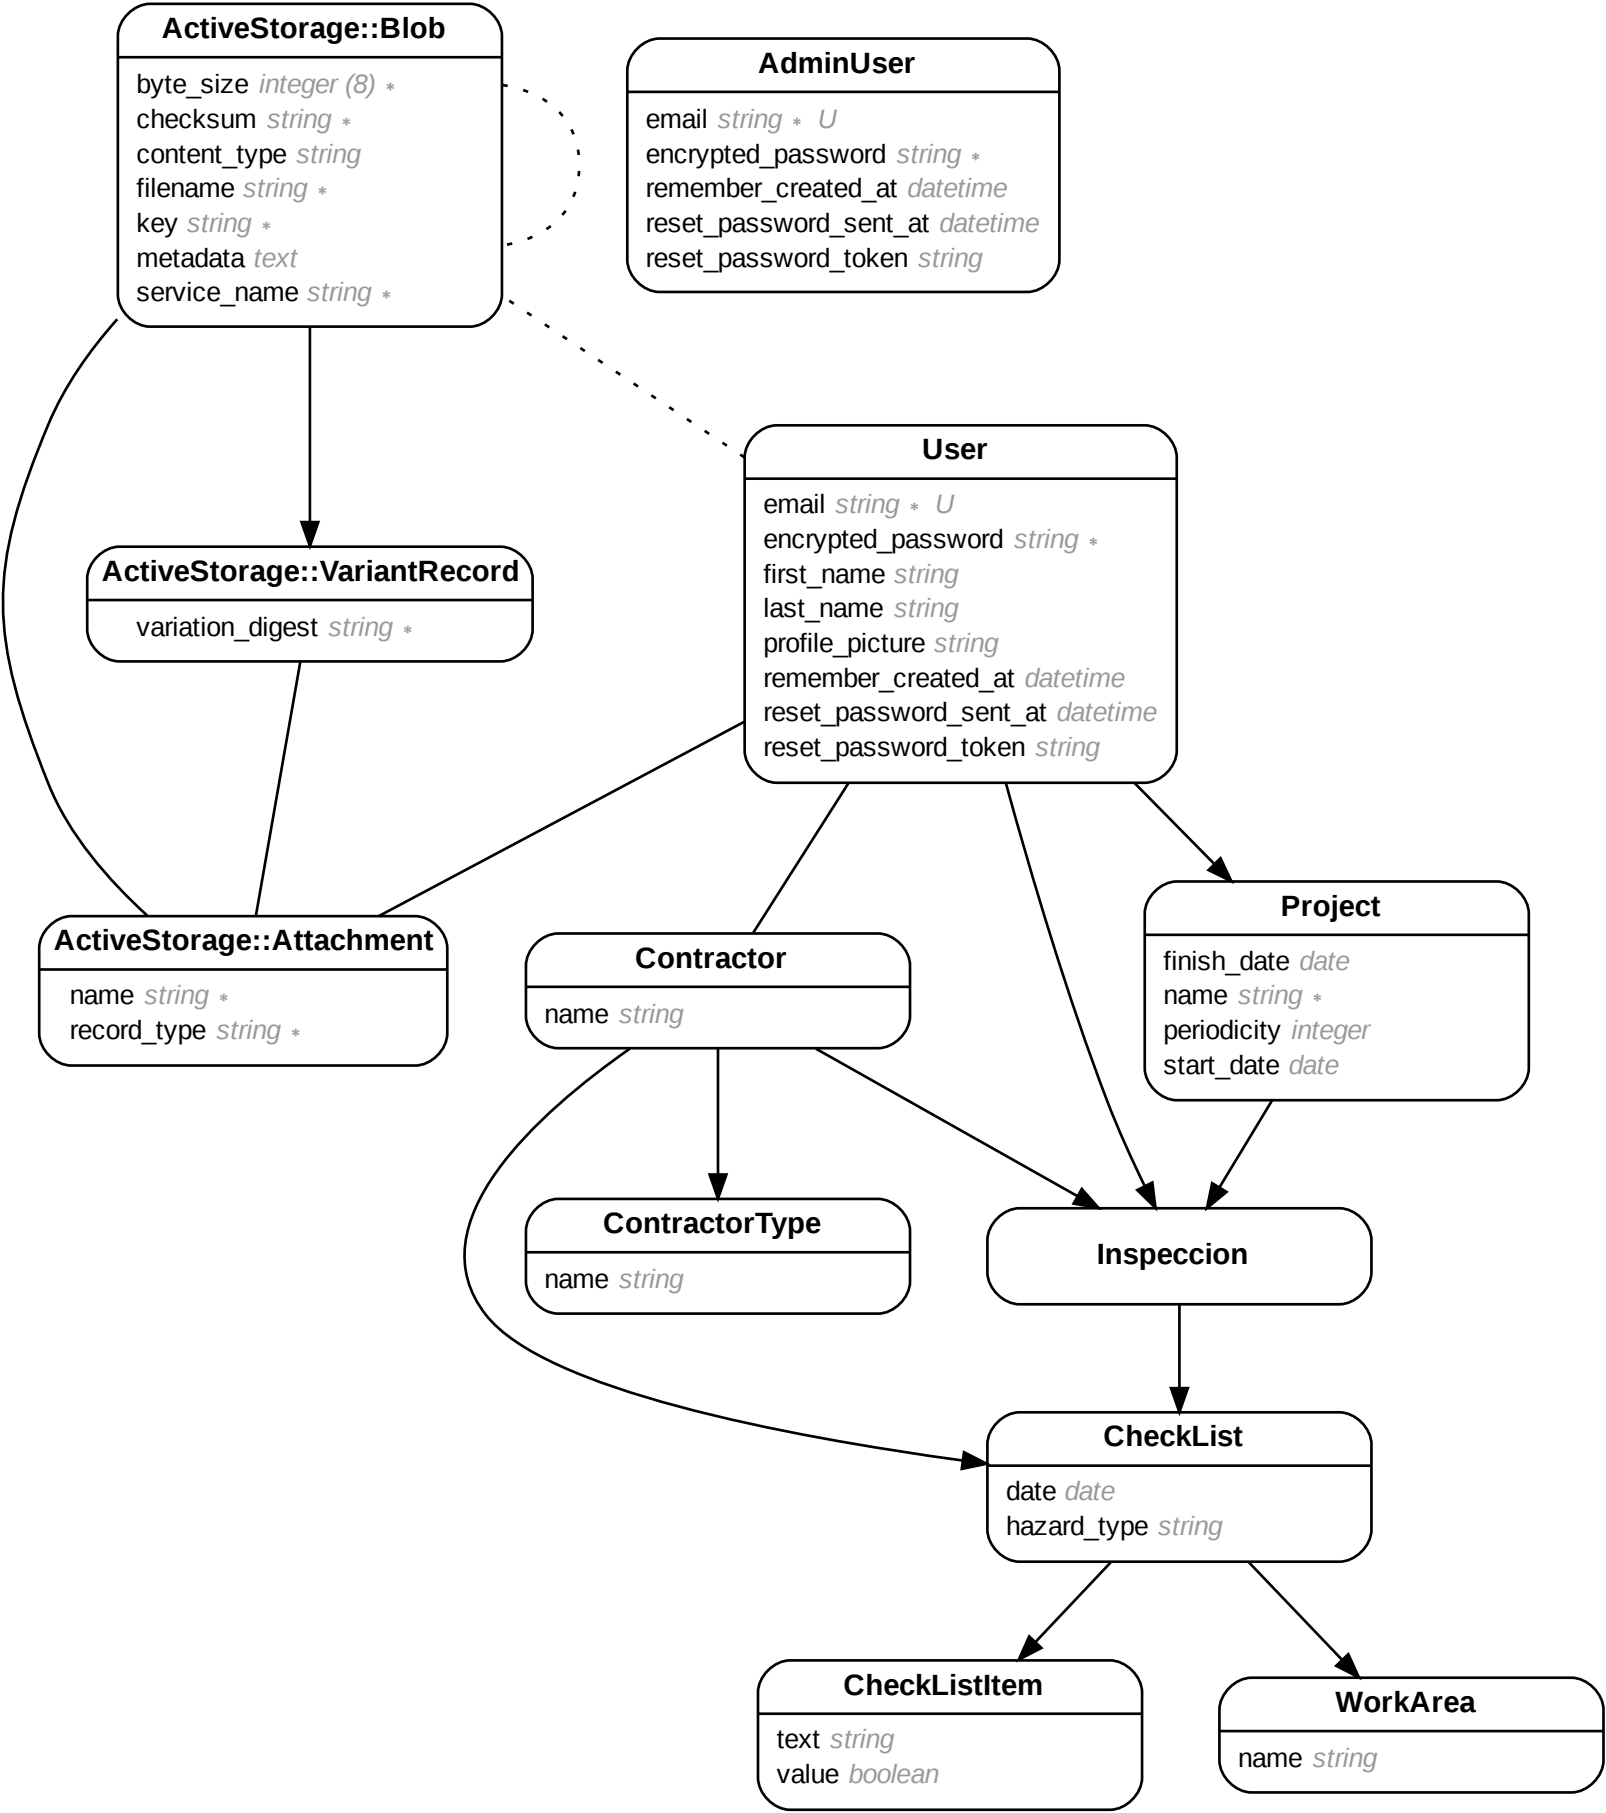 ActiveStorage::Blob
byte_size integer (8) *
checksum string *
content_type string
filename string *
key string *
metadata text
service_name string *
AdminUser
email string * U
encrypted_password string *
remember_created_at datetime
reset_password_sent_at datetime
reset_password_token string
User
email string * U
encrypted_password string *
first_name string
last_name string
profile_picture string
remember_created_at datetime
reset_password_sent_at datetime
reset_password_token string
ActiveStorage::VariantRecord
variation_digest string *
ActiveStorage::Attachment
name string *
record_type string *
Contractor
name string
Project
finish_date date
name string *
periodicity integer
start_date date
ContractorType
name string
Inspeccion
CheckList
date date
hazard_type string
CheckListItem
text string
value boolean
WorkArea
name string